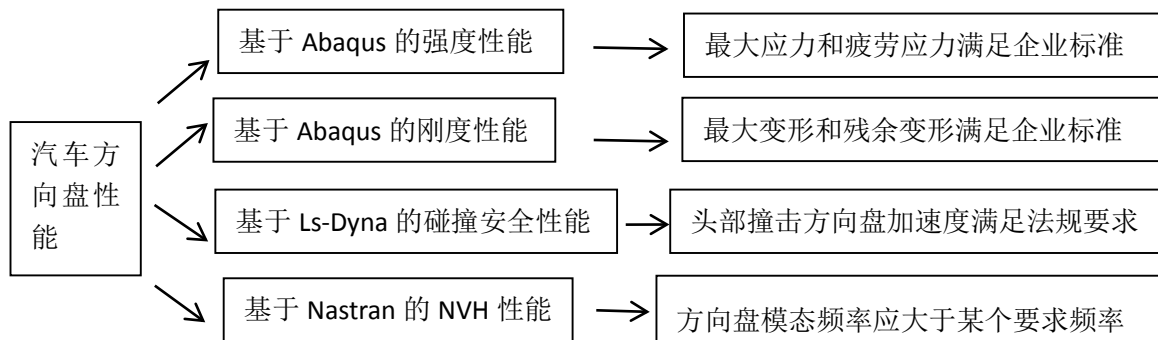 基于 Abaqus 的强度性能
最大应力和疲劳应力满足企业标准
基于 Abaqus 的刚度性能
最大变形和残余变形满足企业标准
汽车方
向盘性
能
基于 Ls-Dyna 的碰撞安全性能
头部撞击方向盘加速度满足法规要求
基于 Nastran 的 NVH 性能
方向盘模态频率应大于某个要求频率